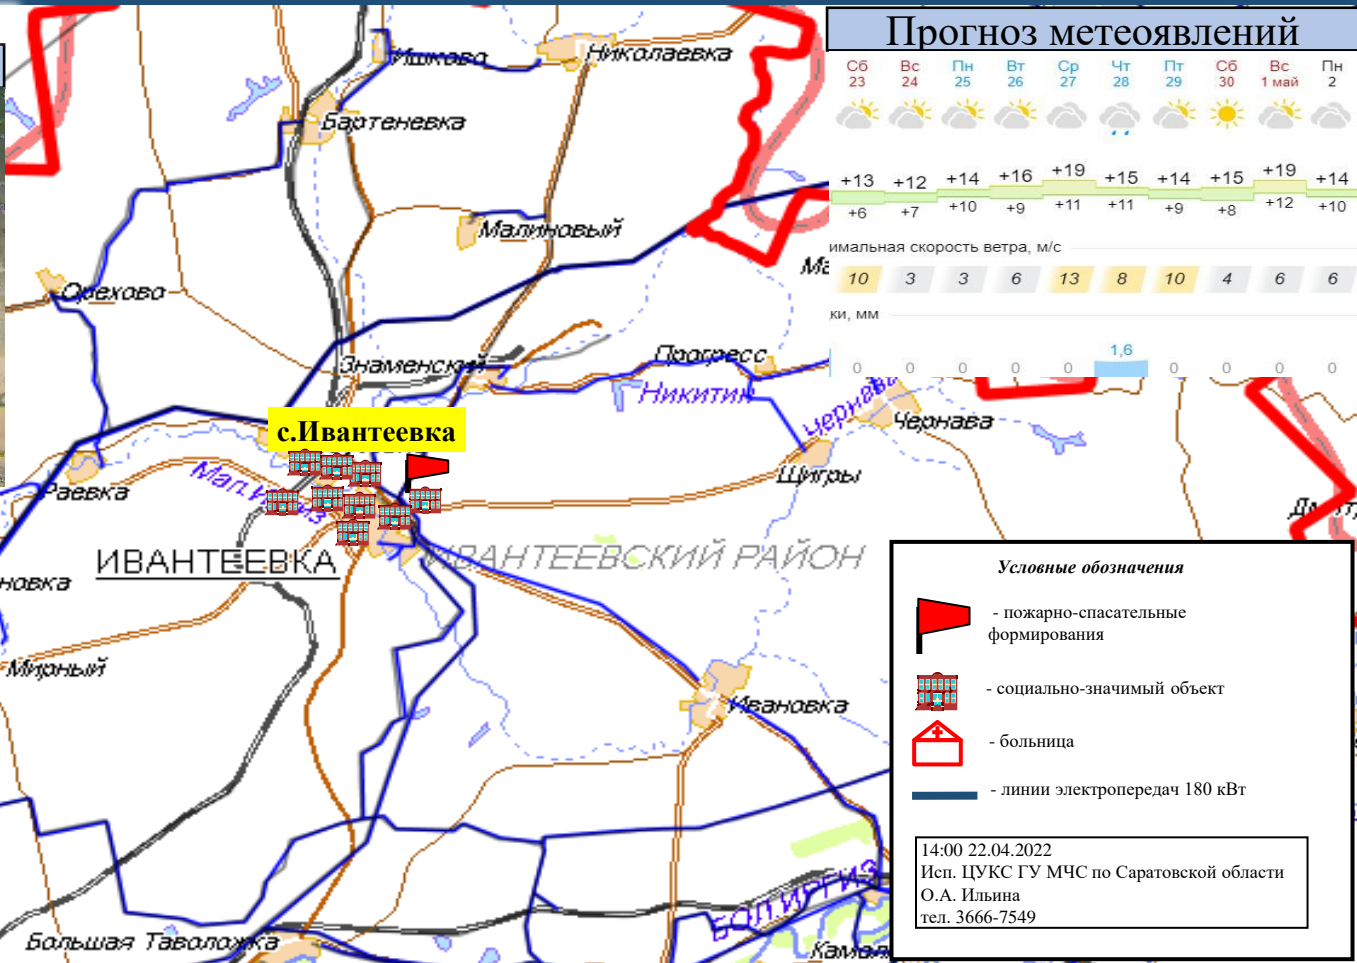 Прогноз метеоявлений
Сб Вс Пн Вт Ср Чт Пт Сб Вс Пн
23 24 25 26 27 28 29 30 1 май 2
+13 +12 +14 +16 +19 +15 +14 +15 +19 +14
+6 +7 +10 +9 +11 +11 +9 +8 +12 +10
имальная скорость ветра, м/с
10 3 3 6 13 8 10 4 6 6
ки, мм
1,6
0 0 0 0 0 0 0 0 0
Ишково
Николаевка
Бартеневка
Малиновый
Орехово
Знаменский
Прогресс
Никитин
Чернава
Чернава
с.Ивантеевка
Щигры
Раевка
Мал.И
з
ИВАНТЕЕВКА
ИВАНТЕЕВСКИЙ РАЙОН
новка
Мирный
Ивановка
БОЛ.ИРГИЗ
Большая Таволожка
Камел
Условные обозначения
- пожарно-спасательные
формирования
- социально-значимый объект
- больница
- линии электропередач 180 кВт
14:00 22.04.2022
Исп. ЦУКС ГУ МЧС по Саратовской области
О.А. Ильина
тел. 3666-7549